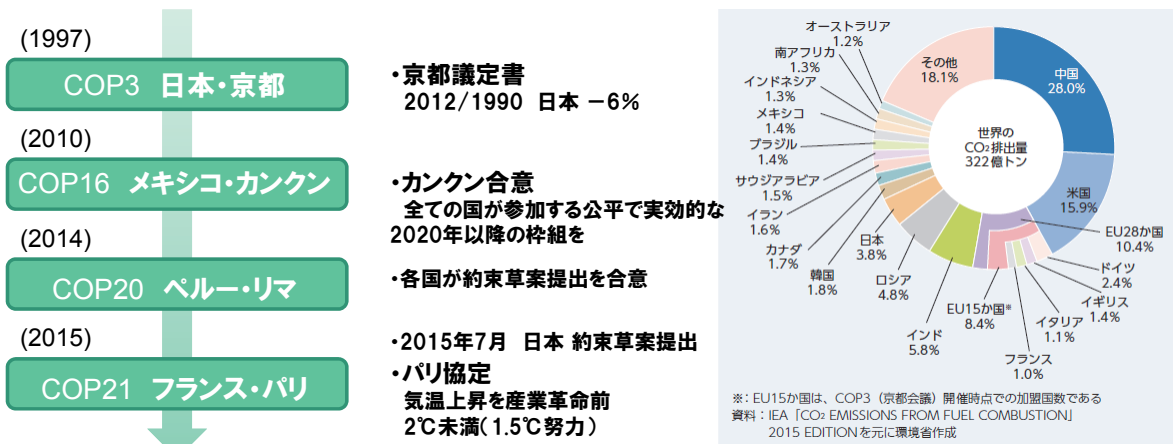 (1997)
COP3 日本・京都
・京都議定書
2012/1990 日本 －6%
(2010)
COP16 メキシコ・カンクン
・カンクン合意
全ての国が参加する公平で実効的な
2020年以降の枠組を
(2014)
COP20 ペルー・リマ
・各国が約束草案提出を合意
(2015)
COP21 フランス・パリ
・2015年7月 日本 約束草案提出
・パリ協定
気温上昇を産業革命前
2℃未満（1.5℃努力）
世界の
CO₂排出量
322億トン
中国
28.0%
米国
15.9%
EU28か国
10.4%
ドイツ
2.4%
イギリス
1.4%
イタリア
1.1%
フランス
1.0%
EU15か国※
8.4%
インド
5.8%
ロシア
4.8%
日本
3.8%
韓国
1.8%
カナダ
1.7%
イラン
1.6%
サウジアラビア
1.5%
ブラジル
1.4%
メキシコ
1.4%
インドネシア
1.3%
南アフリカ
1.3%
オーストラリア
1.2%
その他
18.1%
※：EU15か国は、COP3（京都会議）開催時点での加盟国数である
資料：IEA「CO₂ EMISSIONS FROM FUEL COMBUSTION」
2015 EDITIONを元に環境省作成